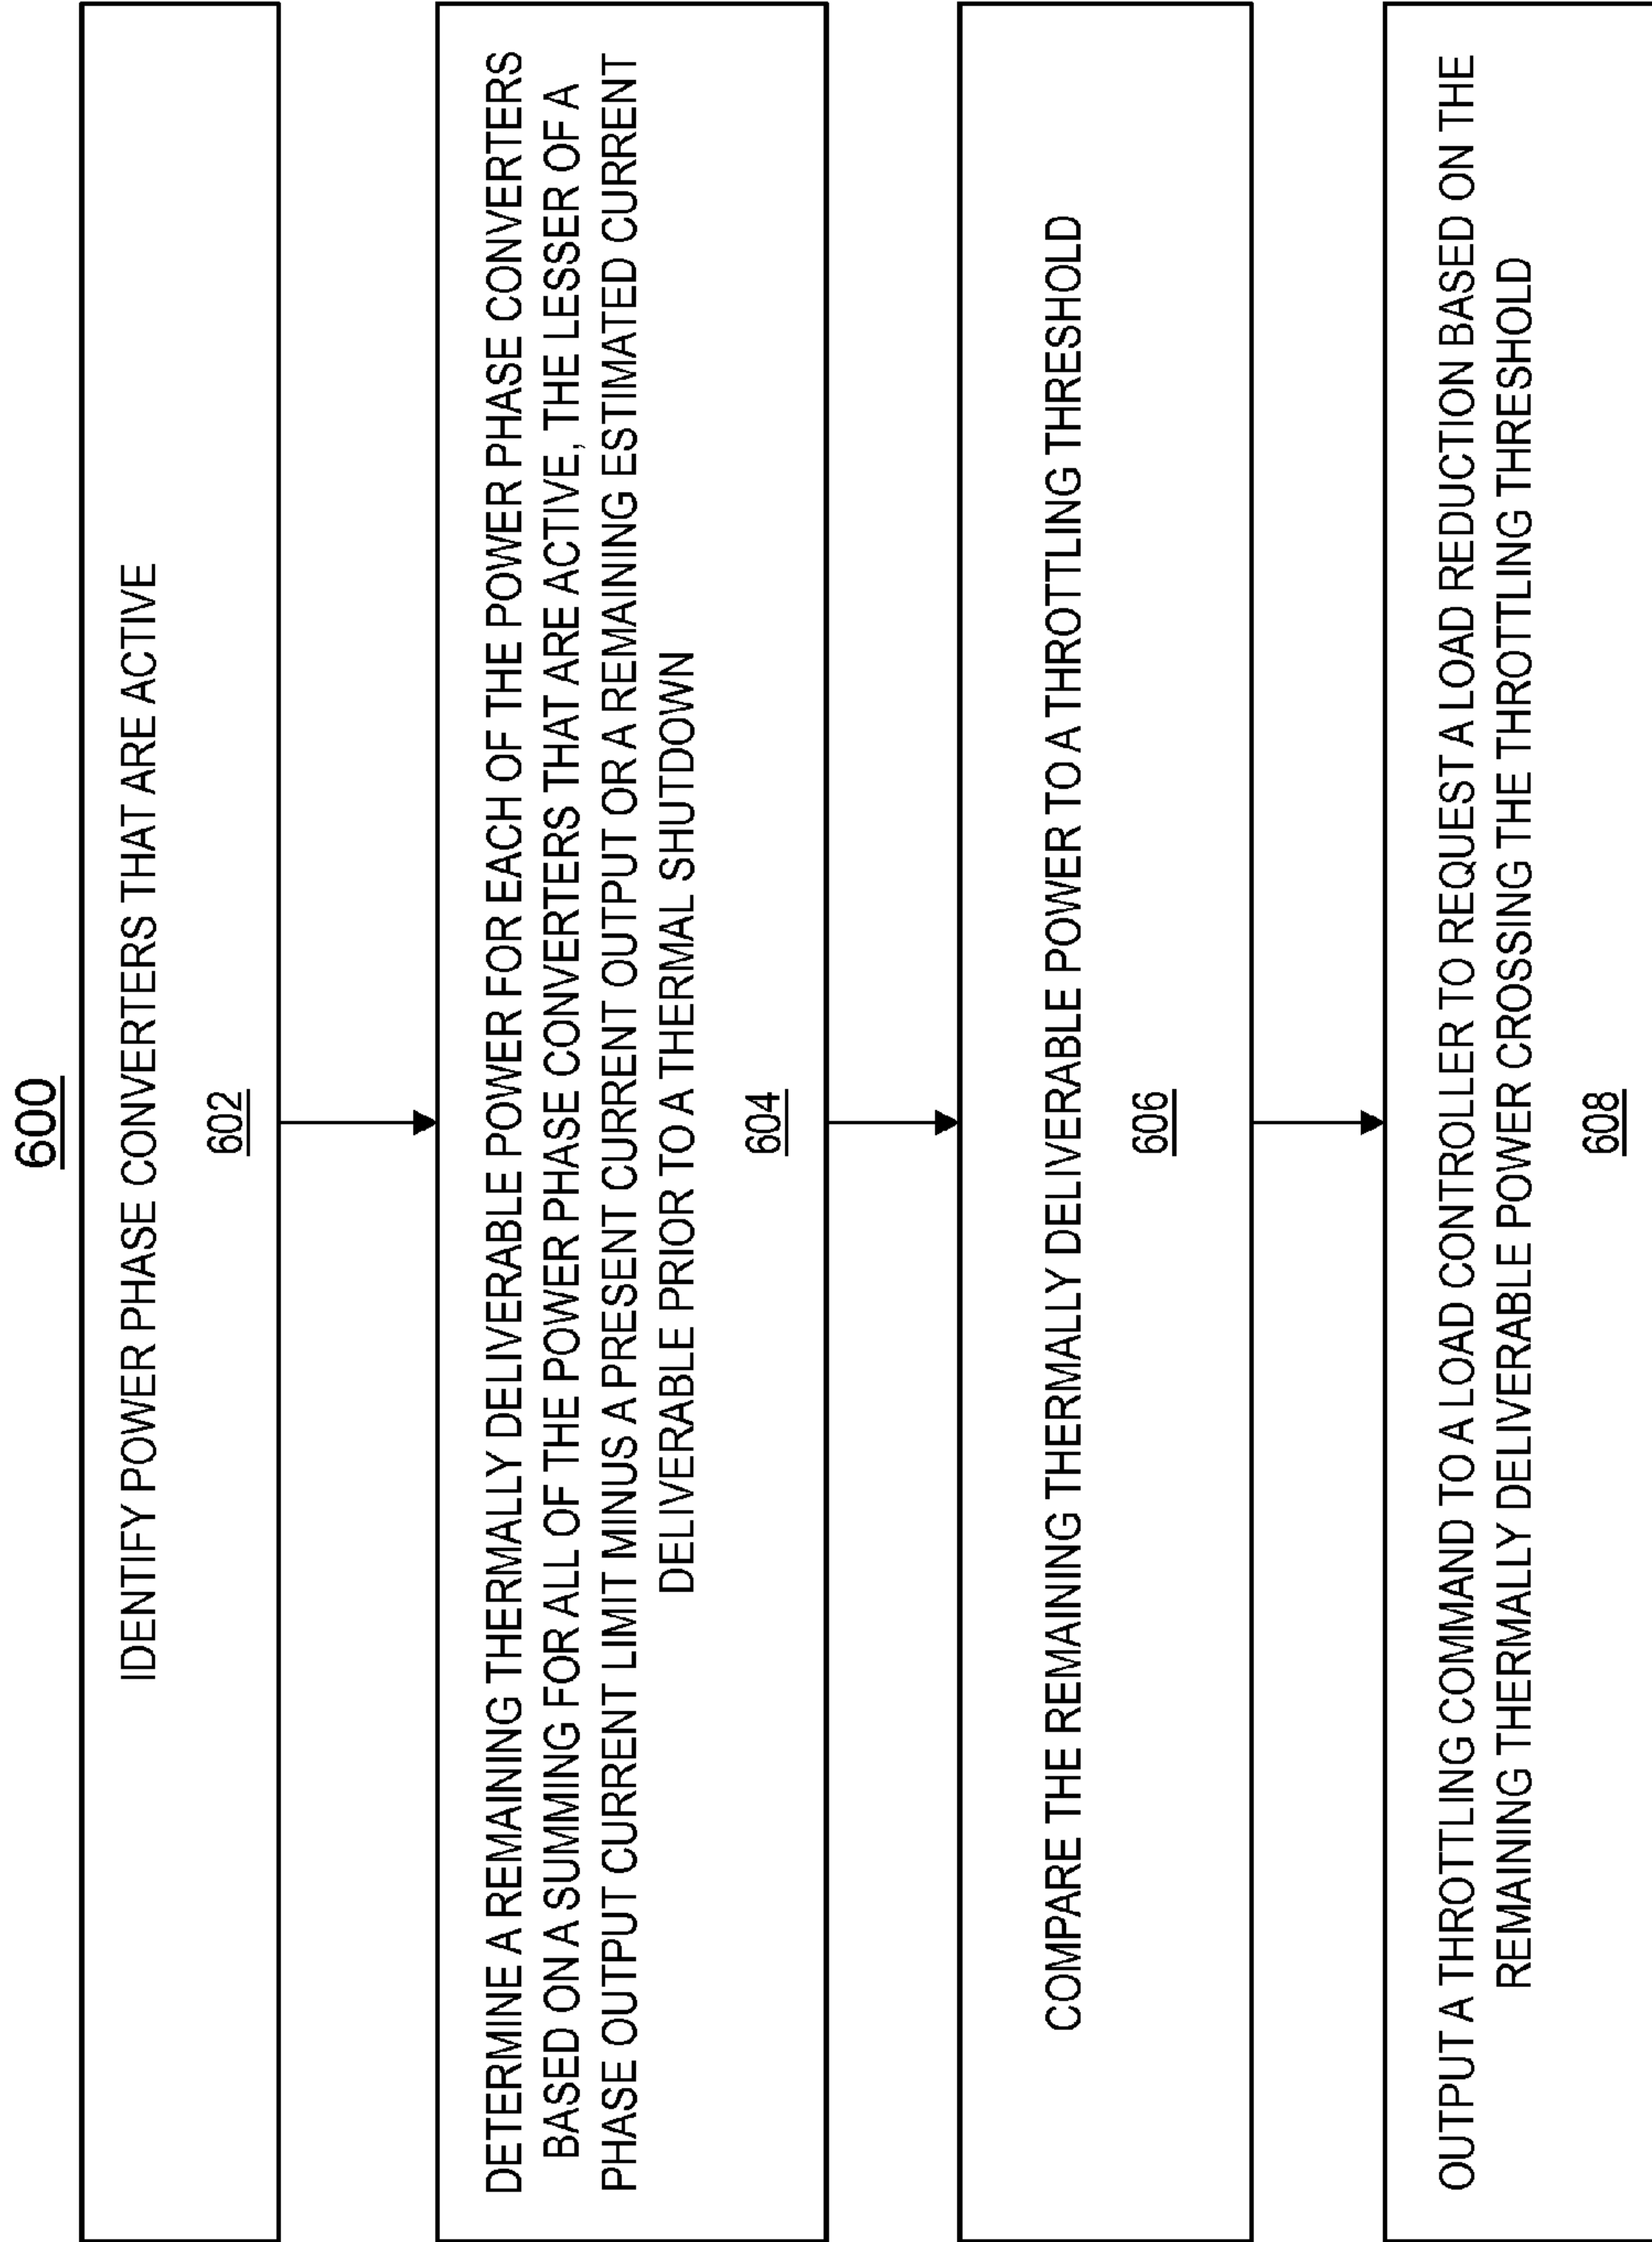 600
IDENTIFY POWER PHASE CONVERTERS THAT ARE ACTIVE
602
DETERMINE A REMAINING THERMALLY DELIVERABLE POWER FOR EACH OF THE POWER PHASE CONVERTERS
BASED ON A SUMMING FOR ALL OF THE POWER PHASE CONVERTERS THAT ARE ACTIVE, THE LESSER OF A
PHASE OUTPUT CURRENT LIMIT MINUS A PRESENT CURRENT OUTPUT OR A REMAINING ESTIMATED CURRENT
DELIVERABLE PRIOR TO A THERMAL SHUTDOWN
604
COMPARE THE REMAINING THERMALLY DELIVERABLE POWER TO A THROTTLING THRESHOLD
606
OUTPUT A THROTTLING COMMAND TO A LOAD CONTROLLER TO REQUEST A LOAD REDUCTION BASED ON THE
REMAINING THERMALLY DELIVERABLE POWER CROSSING THE THROTTLING THRESHOLD
608